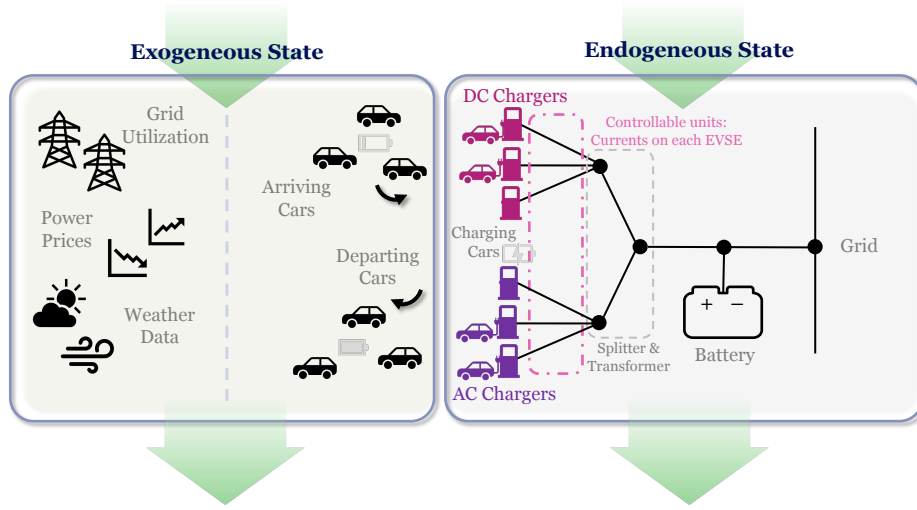 Exogeneous State
Grid
Utilization
Power
Prices
Weather
Data
Arriving
Cars
Departing
Cars
Endogeneous State
DC Chargers
Controllable units:
Currents on each EVSE
Charging
Cars
AC Chargers
Splitter &
Transformer
+ −
Battery
Grid